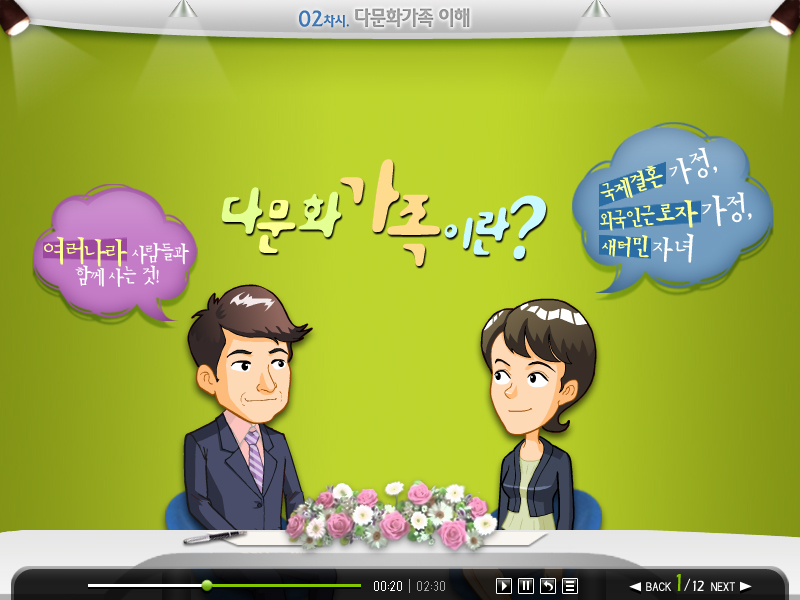 02차시. 다문화가족 이해
다문화가족이란?
여러나라 사람들과
함께 사는 것!
국제결혼 가정,
외국인근로자 가정,
새터민 자녀
00:20 | 02:30
◀ BACK 1/12 NEXT ▶